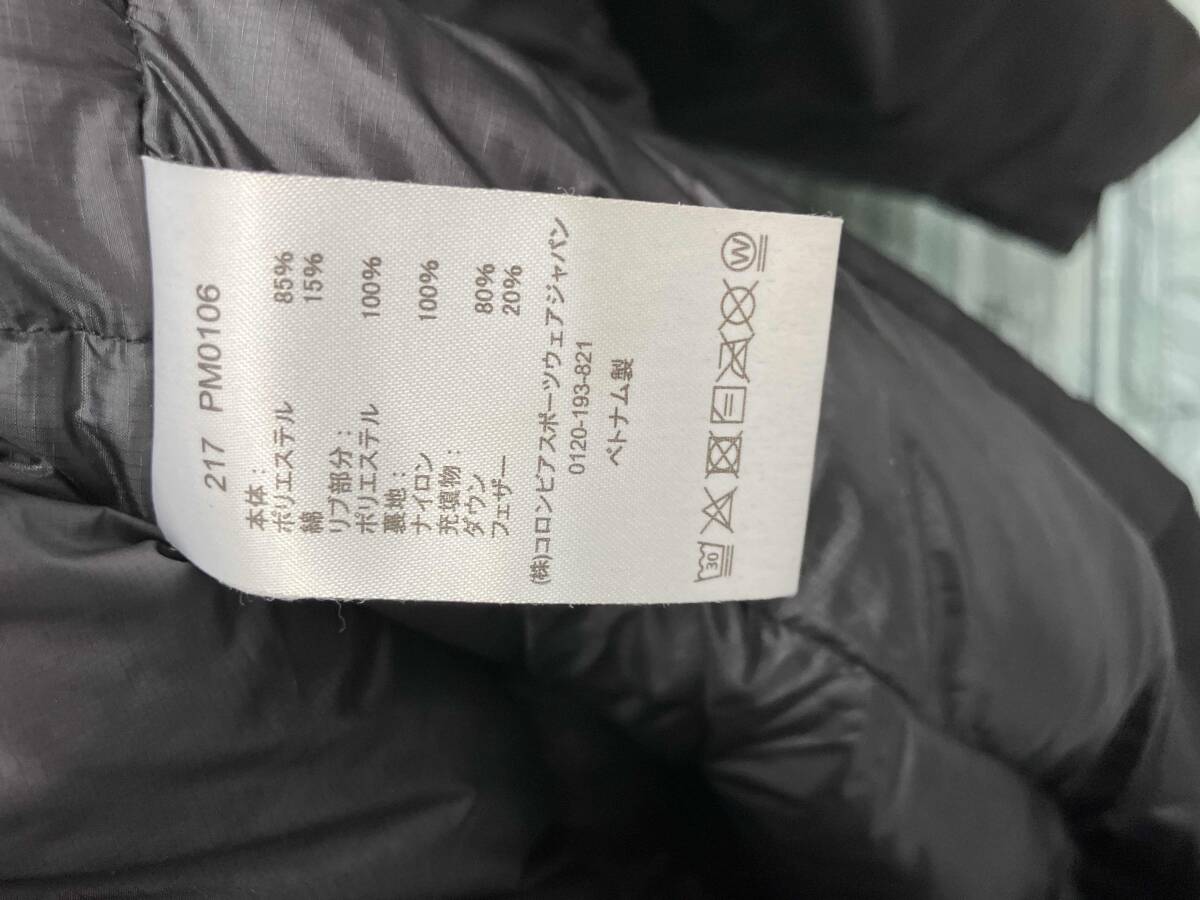 217 PM0106
本体：
ポリエステル 85%
綿 15%
リブ部分：
ポリエステル 100%
裏地：
ナイロン 100%
充填物：
ダウン 80%
フェザー 20%
(株)コロンビアスポーツウェアジャパン
0120-193-821
ベトナム製
30 W